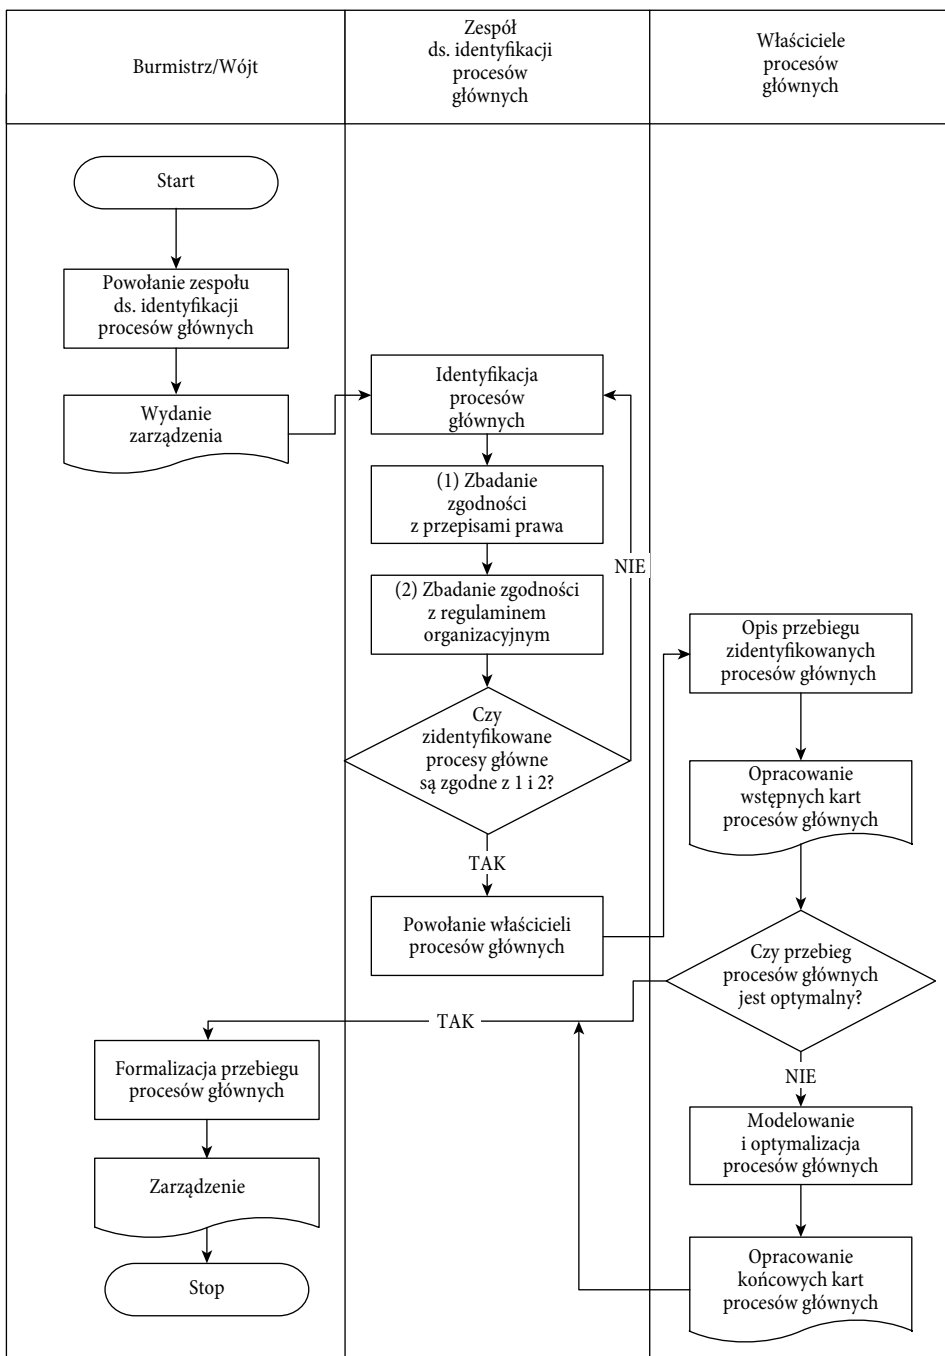 Burmistrz/Wójt
Zespół
ds. identyfikacji
procesów
głównych
Właściciele
procesów
głównych
Start
Powołanie zespołu
ds. identyfikacji
procesów głównych
Wydanie
zarządzenia
Identyfikacja
procesów
głównych
(1) Zbadanie
zgodności
z przepisami prawa
NIE
(2) Zbadanie zgodności
z regulaminem
organizacyjnym
Czy
zidentyfikowane
procesy główne
są zgodne z 1 i 2?
TAK
Powołanie właścicieli
procesów głównych
Opis przebiegu
zidentyfikowanych
procesów głównych
Opracowanie
wstępnych kart
procesów głównych
Czy przebieg
procesów głównych
jest optymalny?
TAK
NIE
Modelowanie
i optymalizacja
procesów głównych
Opracowanie
końcowych kart
procesów głównych
Formalizacja przebiegu
procesów głównych
Zarządzenie
Stop